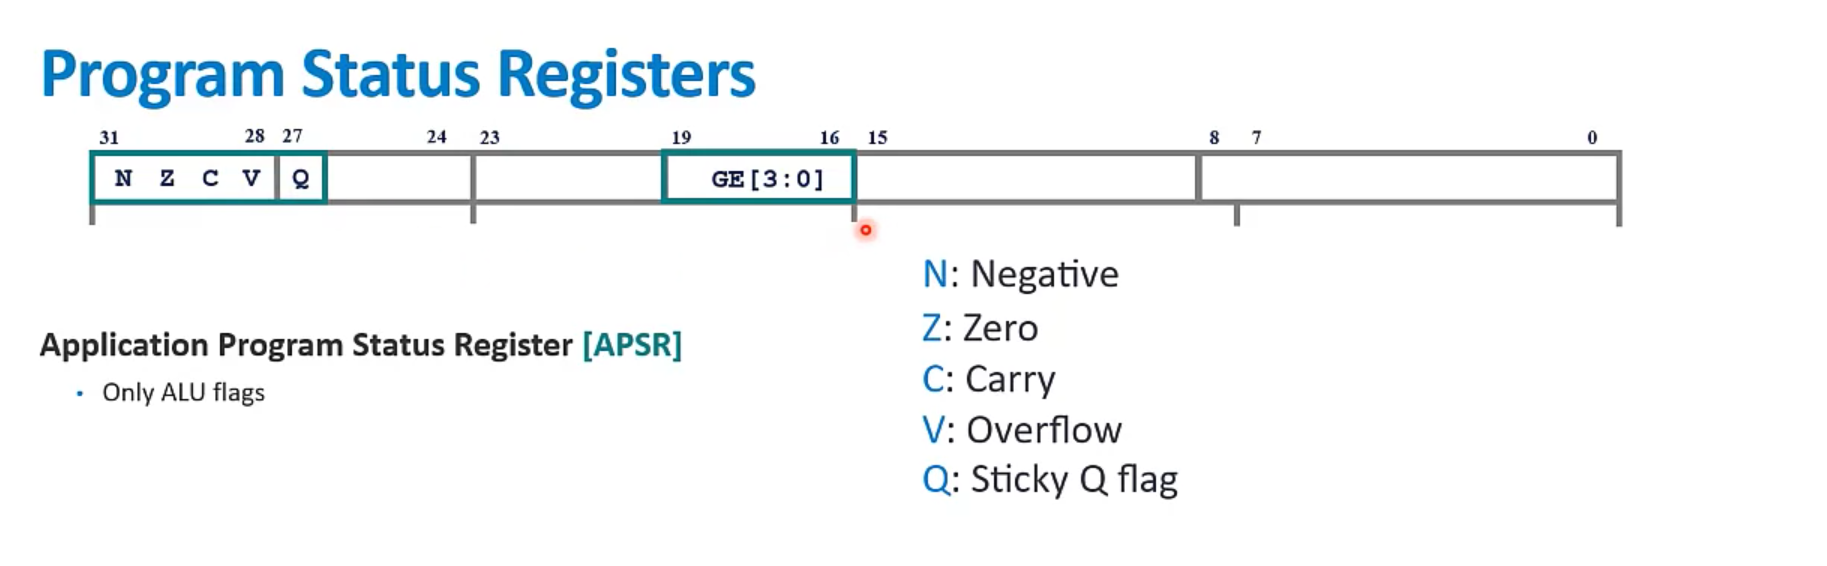 Program Status Registers
31 28 27 24 23 19 16 15 8 7 0
N Z C V Q GE[3:0]
N: Negative
Z: Zero
Application Program Status Register [APSR]
C: Carry
• Only ALU flags
V: Overflow
Q: Sticky Q flag